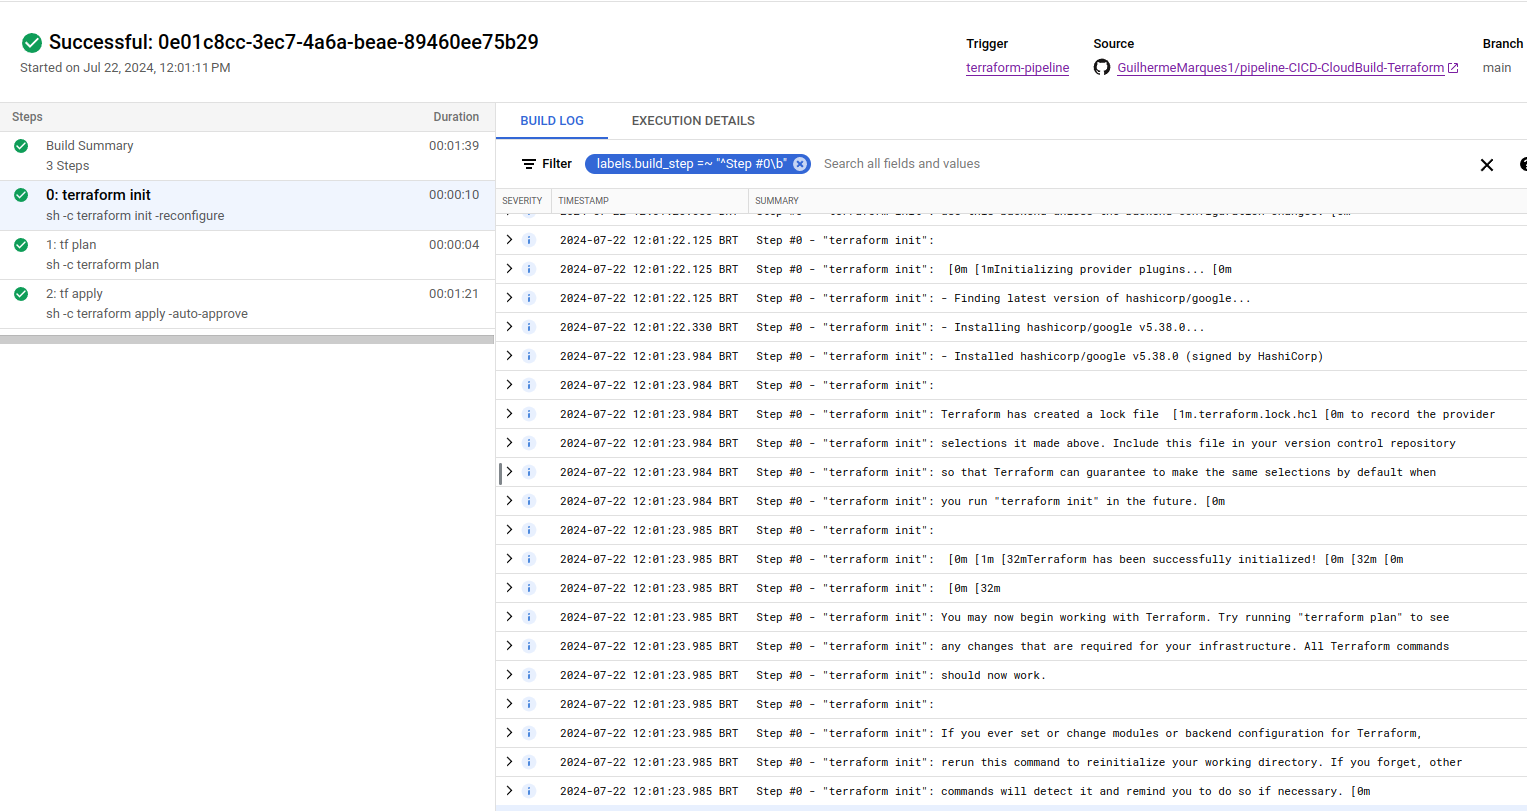 Successful: 0e01c8cc-3ec7-4a6a-beae-89460ee75b29
Started on Jul 22, 2024, 12:01:11 PM
Trigger
terraform-pipeline
Source
GuilhermeMarques1/pipeline-CICD-CloudBuild-Terraform
Branch
main
Steps Duration
Build Summary 00:01:39
3 Steps
0: terraform init 00:00:10
sh -c terraform init -reconfigure
1: tf plan 00:00:04
sh -c terraform plan
2: tf apply 00:01:21
sh -c terraform apply -auto-approve
BUILD LOG EXECUTION DETAILS
Filter labels.build_step =~ "^Step #0\b" Search all fields and values
SEVERITY TIMESTAMP SUMMARY
2024-07-22 12:01:22.125 BRT Step #0 - "terraform init":
2024-07-22 12:01:22.125 BRT Step #0 - "terraform init": [0m [1mInitializing provider plugins... [0m
2024-07-22 12:01:22.125 BRT Step #0 - "terraform init": - Finding latest version of hashicorp/google...
2024-07-22 12:01:22.330 BRT Step #0 - "terraform init": - Installing hashicorp/google v5.38.0...
2024-07-22 12:01:23.984 BRT Step #0 - "terraform init": - Installed hashicorp/google v5.38.0 (signed by HashiCorp)
2024-07-22 12:01:23.984 BRT Step #0 - "terraform init":
2024-07-22 12:01:23.984 BRT Step #0 - "terraform init": Terraform has created a lock file [1m.terraform.lock.hcl [0m to record the provider
2024-07-22 12:01:23.984 BRT Step #0 - "terraform init": selections it made above. Include this file in your version control repository
2024-07-22 12:01:23.984 BRT Step #0 - "terraform init": so that Terraform can guarantee to make the same selections by default when
2024-07-22 12:01:23.984 BRT Step #0 - "terraform init": you run "terraform init" in the future. [0m
2024-07-22 12:01:23.985 BRT Step #0 - "terraform init":
2024-07-22 12:01:23.985 BRT Step #0 - "terraform init": [0m [1m [32mTerraform has been successfully initialized! [0m [32m [0m
2024-07-22 12:01:23.985 BRT Step #0 - "terraform init": [0m [32m
2024-07-22 12:01:23.985 BRT Step #0 - "terraform init": You may now begin working with Terraform. Try running "terraform plan" to see
2024-07-22 12:01:23.985 BRT Step #0 - "terraform init": any changes that are required for your infrastructure. All Terraform commands
2024-07-22 12:01:23.985 BRT Step #0 - "terraform init": should now work.
2024-07-22 12:01:23.985 BRT Step #0 - "terraform init":
2024-07-22 12:01:23.985 BRT Step #0 - "terraform init": If you ever set or change modules or backend configuration for Terraform,
2024-07-22 12:01:23.985 BRT Step #0 - "terraform init": rerun this command to reinitialize your working directory. If you forget, other
2024-07-22 12:01:23.985 BRT Step #0 - "terraform init": commands will detect it and remind you to do so if necessary. [0m